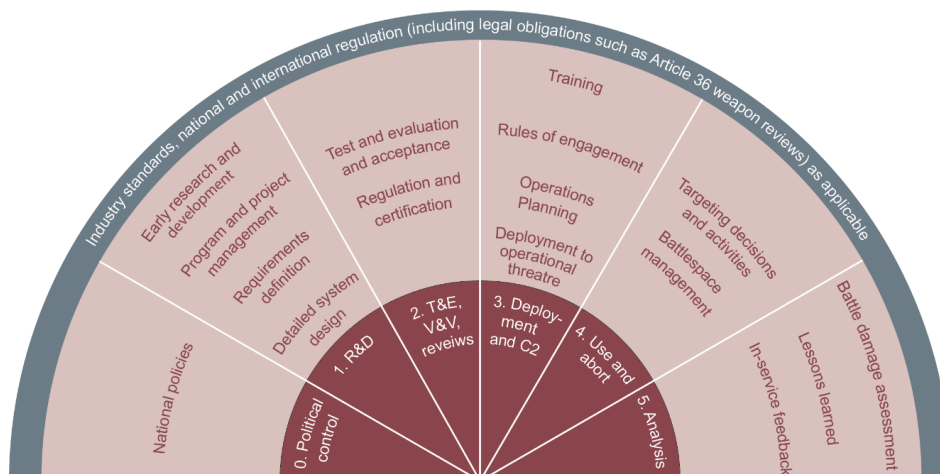 Industry standards, national and international regulation (including legal obligations such as Article 36 weapon reviews) as applicable
National policies
0. Political
control
Early research and
development
Program and project
management
Requirements
definition
Detailed system
design
1. R&D
Test and evaluation
and acceptance
Regulation and
certification
2. T&E,
V&V,
reveiws
Training
Rules of engagement
Operations
Planning
Deployment to
operational
threatre
3. Deploy-
ment
and C2
Targeting decisions
and activities
Battlespace
management
4. Use and
abort
Battle damage assessment
Lessons learned
In-service feedback
5. Analysis